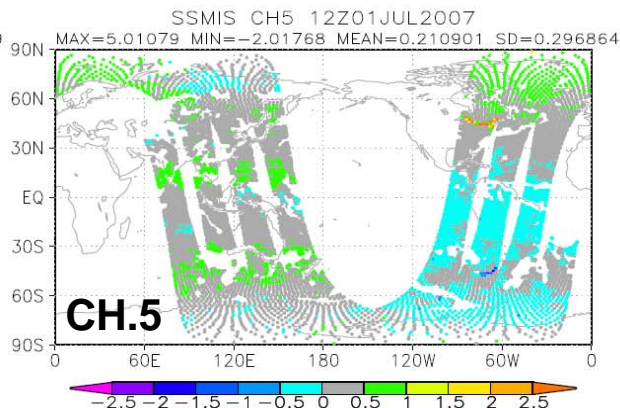 SSMIS CH5 12Z01JUL2007
9 MAX=5.01079 MIN=-2.01768 MEAN=0.210901 SD=0.296864
90N
60N
30N
EQ
30S
60S
90S
CH.5
0 60E 120E 180 120W 60W 0
-2.5 -2 -1.5 -1 -0.5 0 0.5 1 1.5 2 2.5